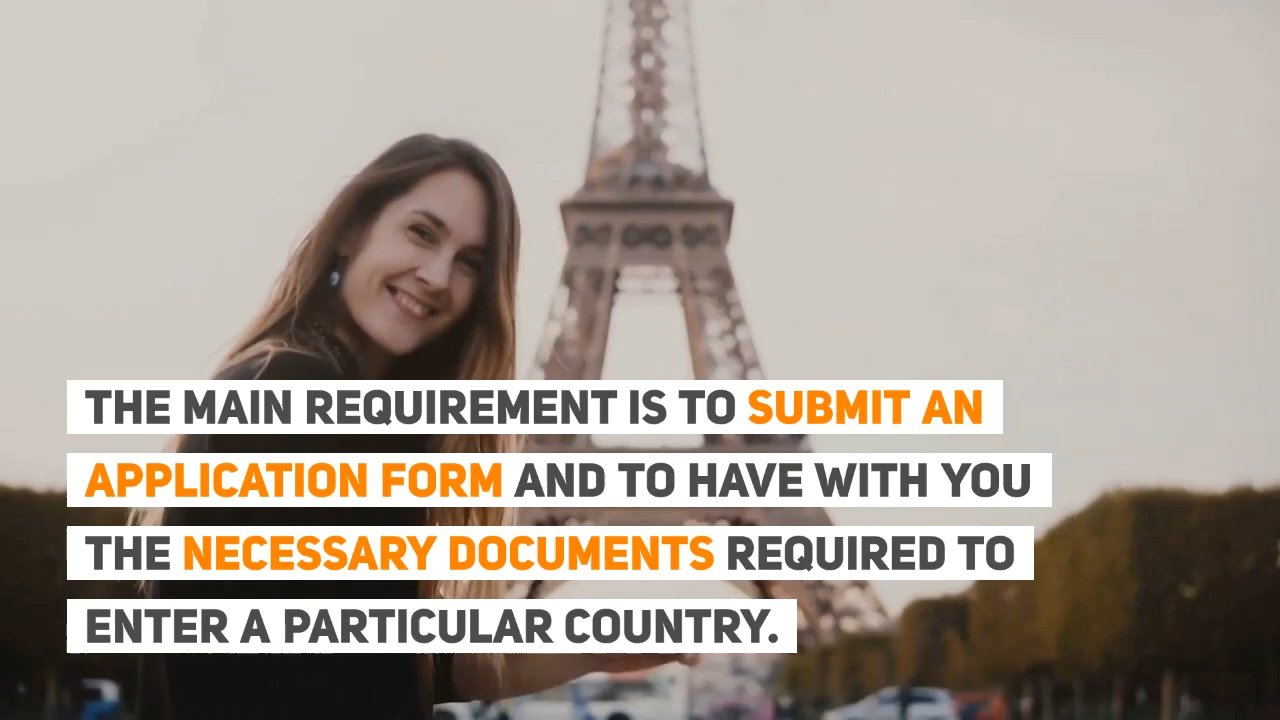 THE MAIN REQUIREMENT IS TO SUBMIT AN
APPLICATION FORM AND TO HAVE WITH YOU
THE NECESSARY DOCUMENTS REQUIRED TO
ENTER A PARTICULAR COUNTRY.